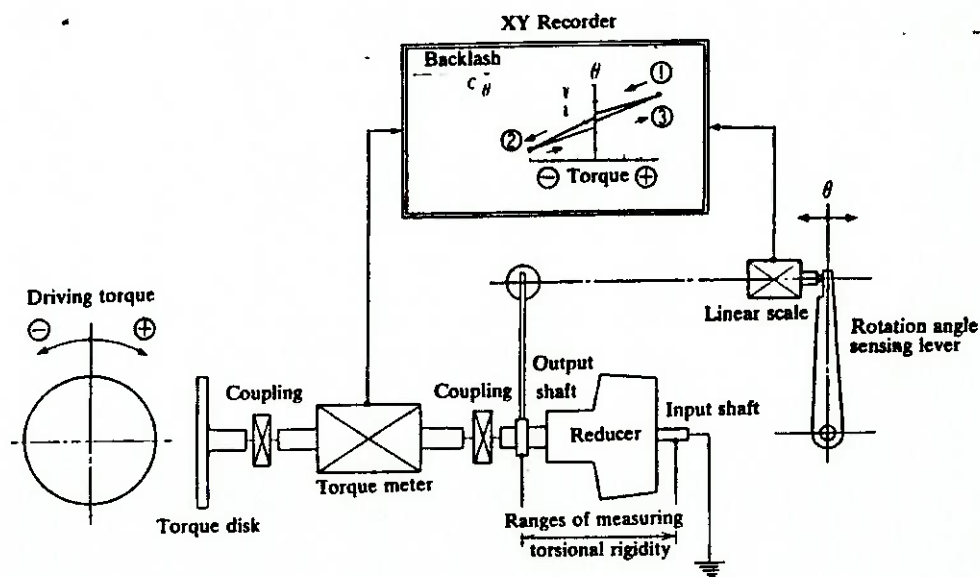 XY Recorder
Backlash
θ
C θ
①
②
③
⊖ Torque ⊕
θ
Driving torque
⊖ ⊕
Linear scale
Rotation angle
sensing lever
Coupling
Coupling
Output
shaft
Input shaft
Reducer
Torque meter
Torque disk
Ranges of measuring
torsional rigidity